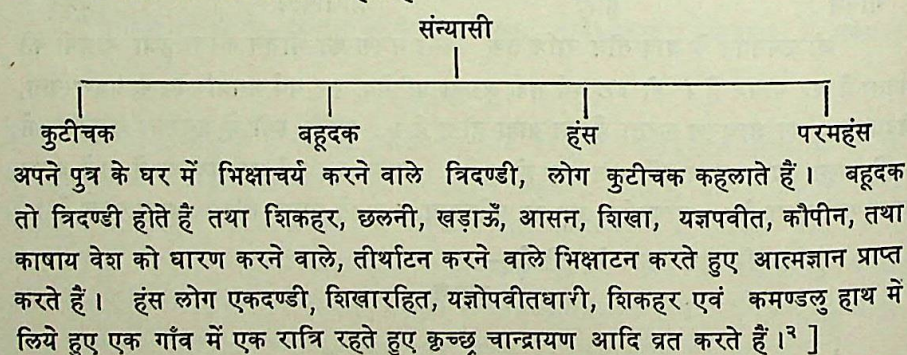 संन्यासी
कुटीचक बहूदक हंस परमहंस
अपने पुत्र के घर में भिक्षाचर्य करने वाले त्रिदण्डी, लोग कुटीचक कहलाते हैं। बहूदक
तो त्रिदण्डी होते हैं तथा शिकहर, छलनी, खड़ाऊँ, आसन, शिखा, यज्ञपवीत, कौपीन, तथा
काषाय वेश को धारण करने वाले, तीर्थाटन करने वाले भिक्षाटन करते हुए आत्मज्ञान प्राप्त
करते हैं। हंस लोग एकदण्डी, शिखारहित, यज्ञोपवीतधारी, शिकहर एवं कमण्डलु हाथ में
लिये हुए एक गाँव में एक रात्रि रहते हुए कृच्छ्र चान्द्रायण आदि व्रत करते हैं।² ]